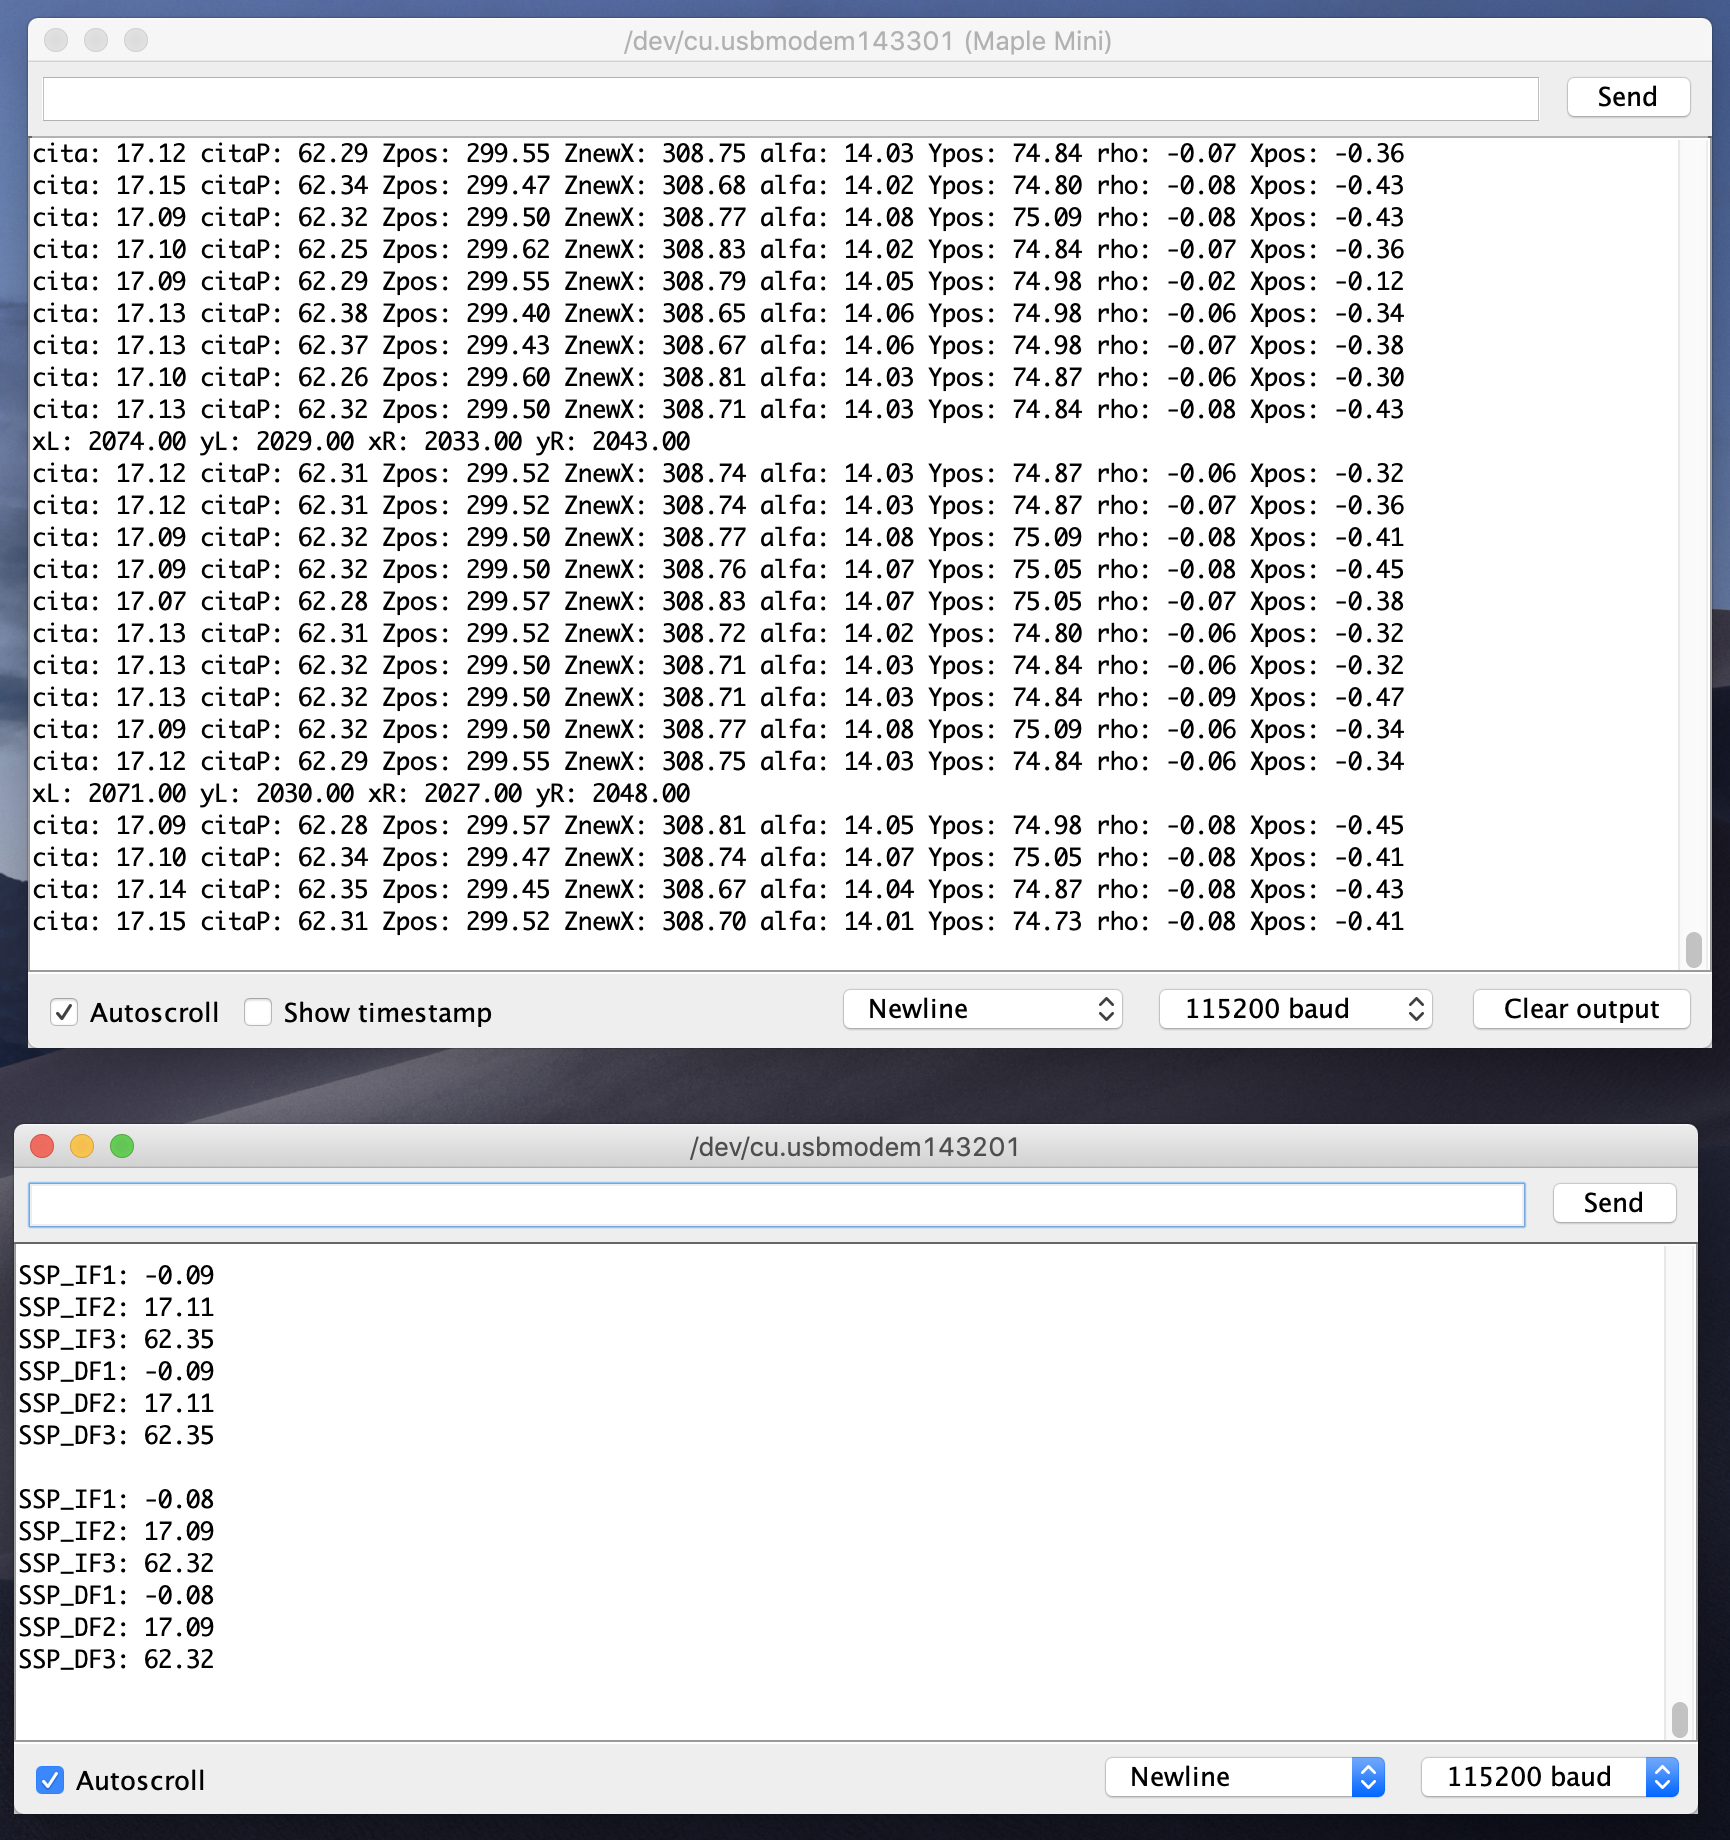 /dev/cu.usbmodem143301 (Maple Mini)
Send
cita: 17.12 citaP: 62.29 Zpos: 299.55 ZnewX: 308.75 alfa: 14.03 Ypos: 74.84 rho: -0.07 Xpos: -0.36
cita: 17.15 citaP: 62.34 Zpos: 299.47 ZnewX: 308.68 alfa: 14.02 Ypos: 74.80 rho: -0.08 Xpos: -0.43
cita: 17.09 citaP: 62.32 Zpos: 299.50 ZnewX: 308.77 alfa: 14.08 Ypos: 75.09 rho: -0.08 Xpos: -0.43
cita: 17.10 citaP: 62.25 Zpos: 299.62 ZnewX: 308.83 alfa: 14.02 Ypos: 74.84 rho: -0.07 Xpos: -0.36
cita: 17.09 citaP: 62.29 Zpos: 299.55 ZnewX: 308.79 alfa: 14.05 Ypos: 74.98 rho: -0.02 Xpos: -0.12
cita: 17.13 citaP: 62.38 Zpos: 299.40 ZnewX: 308.65 alfa: 14.06 Ypos: 74.98 rho: -0.06 Xpos: -0.34
cita: 17.13 citaP: 62.37 Zpos: 299.43 ZnewX: 308.67 alfa: 14.06 Ypos: 74.98 rho: -0.07 Xpos: -0.38
cita: 17.10 citaP: 62.26 Zpos: 299.60 ZnewX: 308.81 alfa: 14.03 Ypos: 74.87 rho: -0.06 Xpos: -0.30
cita: 17.13 citaP: 62.32 Zpos: 299.50 ZnewX: 308.71 alfa: 14.03 Ypos: 74.84 rho: -0.08 Xpos: -0.43
xL: 2074.00 yL: 2029.00 xR: 2033.00 yR: 2043.00
cita: 17.12 citaP: 62.31 Zpos: 299.52 ZnewX: 308.74 alfa: 14.03 Ypos: 74.87 rho: -0.06 Xpos: -0.32
cita: 17.12 citaP: 62.31 Zpos: 299.52 ZnewX: 308.74 alfa: 14.03 Ypos: 74.87 rho: -0.07 Xpos: -0.36
cita: 17.09 citaP: 62.32 Zpos: 299.50 ZnewX: 308.77 alfa: 14.08 Ypos: 75.09 rho: -0.08 Xpos: -0.41
cita: 17.09 citaP: 62.32 Zpos: 299.50 ZnewX: 308.76 alfa: 14.07 Ypos: 75.05 rho: -0.08 Xpos: -0.45
cita: 17.07 citaP: 62.28 Zpos: 299.57 ZnewX: 308.83 alfa: 14.07 Ypos: 75.05 rho: -0.07 Xpos: -0.38
cita: 17.13 citaP: 62.31 Zpos: 299.52 ZnewX: 308.72 alfa: 14.02 Ypos: 74.80 rho: -0.06 Xpos: -0.32
cita: 17.13 citaP: 62.32 Zpos: 299.50 ZnewX: 308.71 alfa: 14.03 Ypos: 74.84 rho: -0.06 Xpos: -0.32
cita: 17.13 citaP: 62.32 Zpos: 299.50 ZnewX: 308.71 alfa: 14.03 Ypos: 74.84 rho: -0.09 Xpos: -0.47
cita: 17.09 citaP: 62.32 Zpos: 299.50 ZnewX: 308.77 alfa: 14.08 Ypos: 75.09 rho: -0.06 Xpos: -0.34
cita: 17.12 citaP: 62.29 Zpos: 299.55 ZnewX: 308.75 alfa: 14.03 Ypos: 74.84 rho: -0.06 Xpos: -0.34
xL: 2071.00 yL: 2030.00 xR: 2027.00 yR: 2048.00
cita: 17.09 citaP: 62.28 Zpos: 299.57 ZnewX: 308.81 alfa: 14.05 Ypos: 74.98 rho: -0.08 Xpos: -0.45
cita: 17.10 citaP: 62.34 Zpos: 299.47 ZnewX: 308.74 alfa: 14.07 Ypos: 75.05 rho: -0.08 Xpos: -0.41
cita: 17.14 citaP: 62.35 Zpos: 299.45 ZnewX: 308.67 alfa: 14.04 Ypos: 74.87 rho: -0.08 Xpos: -0.43
cita: 17.15 citaP: 62.31 Zpos: 299.52 ZnewX: 308.70 alfa: 14.01 Ypos: 74.73 rho: -0.08 Xpos: -0.41
Autoscroll Show timestamp Newline 115200 baud Clear output
/dev/cu.usbmodem143201
Send
SSP_IF1: -0.09
SSP_IF2: 17.11
SSP_IF3: 62.35
SSP_DF1: -0.09
SSP_DF2: 17.11
SSP_DF3: 62.35
SSP_IF1: -0.08
SSP_IF2: 17.09
SSP_IF3: 62.32
SSP_DF1: -0.08
SSP_DF2: 17.09
SSP_DF3: 62.32
Autoscroll Newline 115200 baud